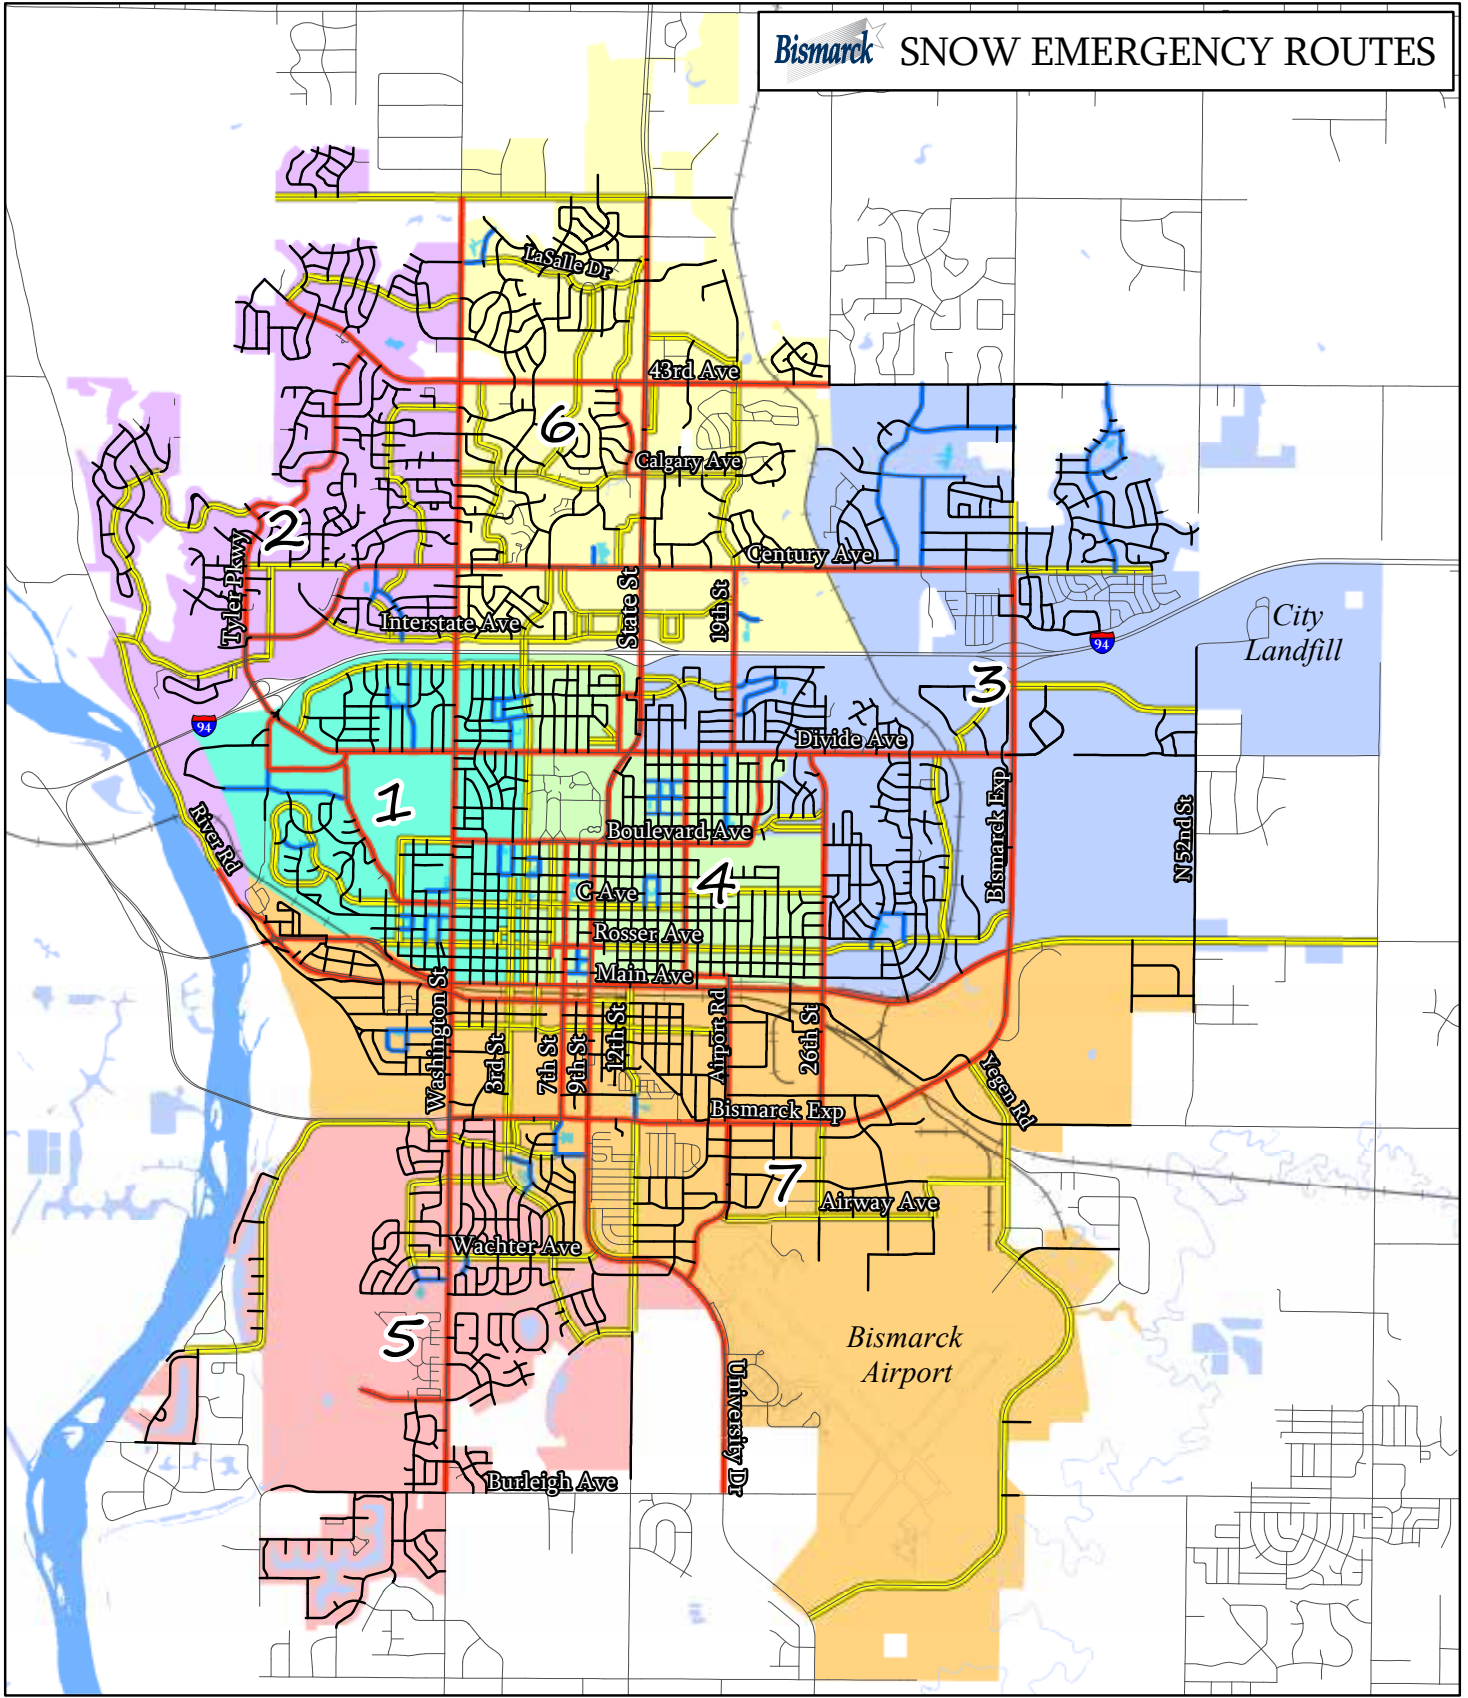 Bismarck SNOW EMERGENCY ROUTES
LaSalle Dr
43rd Ave
6
Calgary Ave
2
Tyler Pkwy
Century Ave
State St
19th St
Interstate Ave
City
Landfill
94
3
94
Divide Ave
1
Bismarck Exp
River Rd
Boulevard Ave
N 52nd St
4
C Ave
Rosser Ave
Main Ave
Washington St
3rd St
7th St
9th St
12th St
Airport Rd
26th St
Yegen Rd
Bismarck Exp
7
Airway Ave
Wachter Ave
5
Bismarck
Airport
University Dr
Burleigh Ave